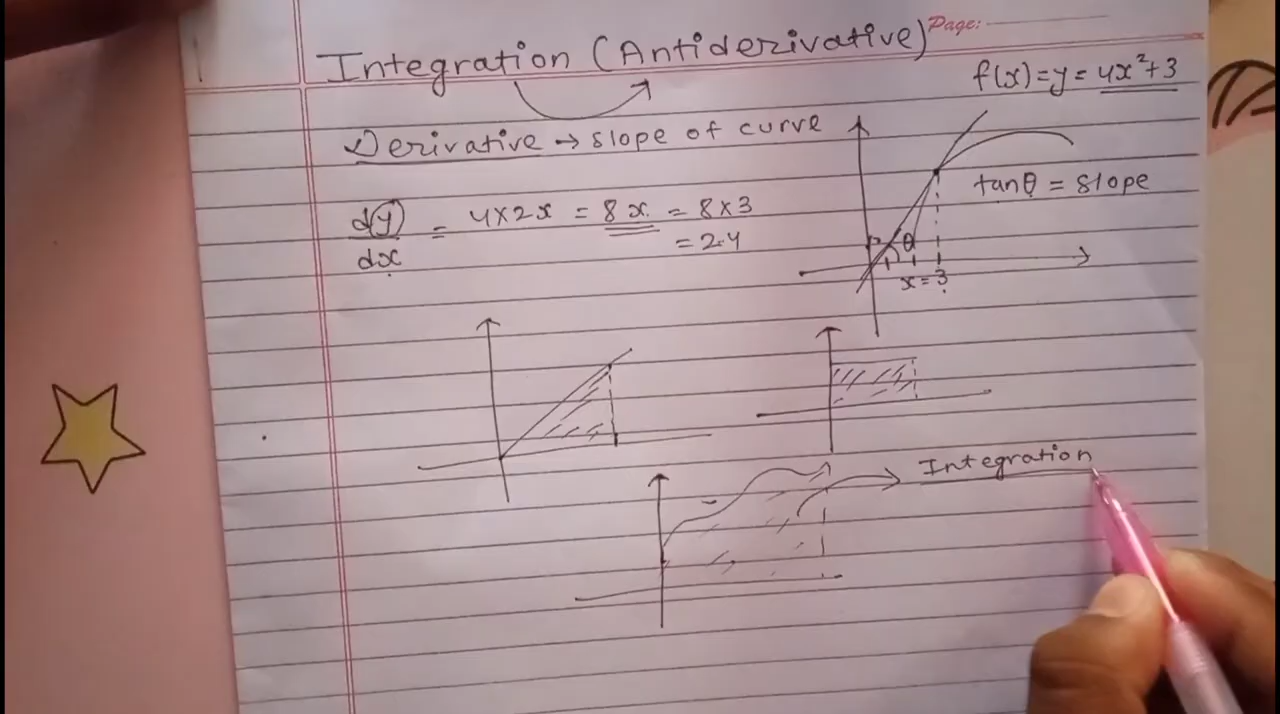 Page:
Integration (Antiderivative)
f(x) = y = 4x²+3
Derivative → slope of curve
tanθ = slope
dy/dx = 4×2x = 8x = 8×3
= 24
θ
x = 3
Integration